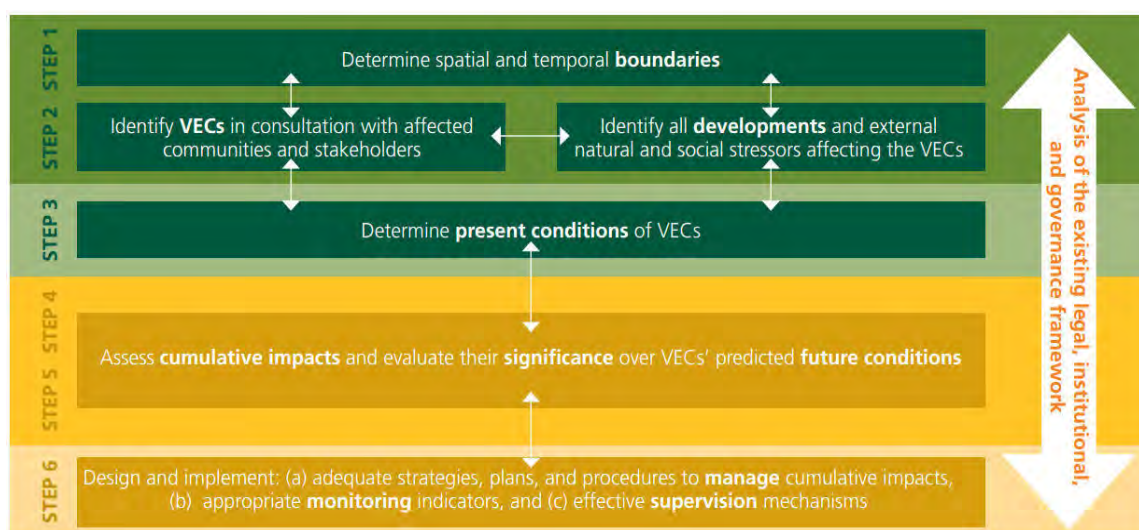 STEP 1
Determine spatial and temporal boundaries
STEP 2
Identify VECs in consultation with affected
communities and stakeholders
Identify all developments and external
natural and social stressors affecting the VECs
STEP 3
Determine present conditions of VECs
STEP 4
STEP 5
Assess cumulative impacts and evaluate their significance over VECs' predicted future conditions
STEP 6
Design and implement: (a) adequate strategies, plans, and procedures to manage cumulative impacts,
(b) appropriate monitoring indicators, and (c) effective supervision mechanisms
Analysis of the existing legal, institutional,
and governance framework